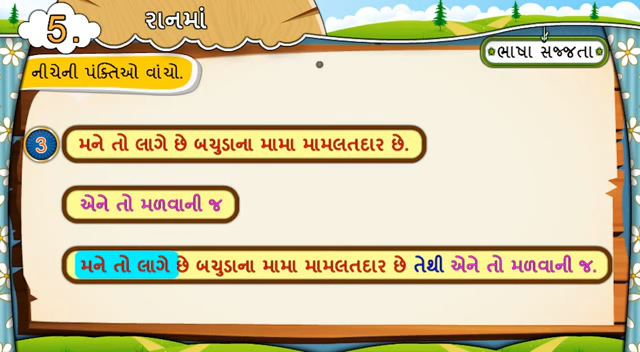 5.
રાનમાં
ભાષા સજ્જતા
નીચેની પંક્તિઓ વાંચો.
3
મને તો લાગે છે બચુડાના મામા મામલતદાર છે.
એને તો મળવાની જ
મને તો લાગે છે બચુડાના મામા મામલતદાર છે તેથી એને તો મળવાની જ.